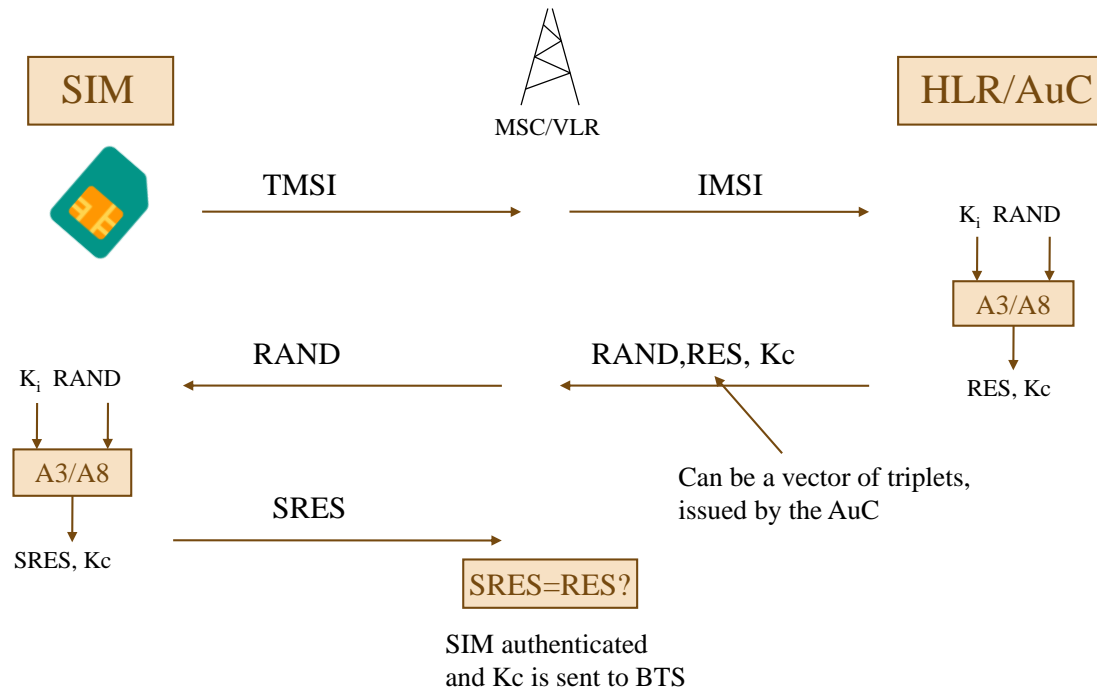 SIM
MSC/VLR
HLR/AuC
TMSI
IMSI
Ki RAND
A3/A8
RES, Kc
RAND
RAND,RES, Kc
Ki RAND
A3/A8
SRES, Kc
Can be a vector of triplets,
issued by the AuC
SRES
SRES=RES?
SIM authenticated
and Kc is sent to BTS